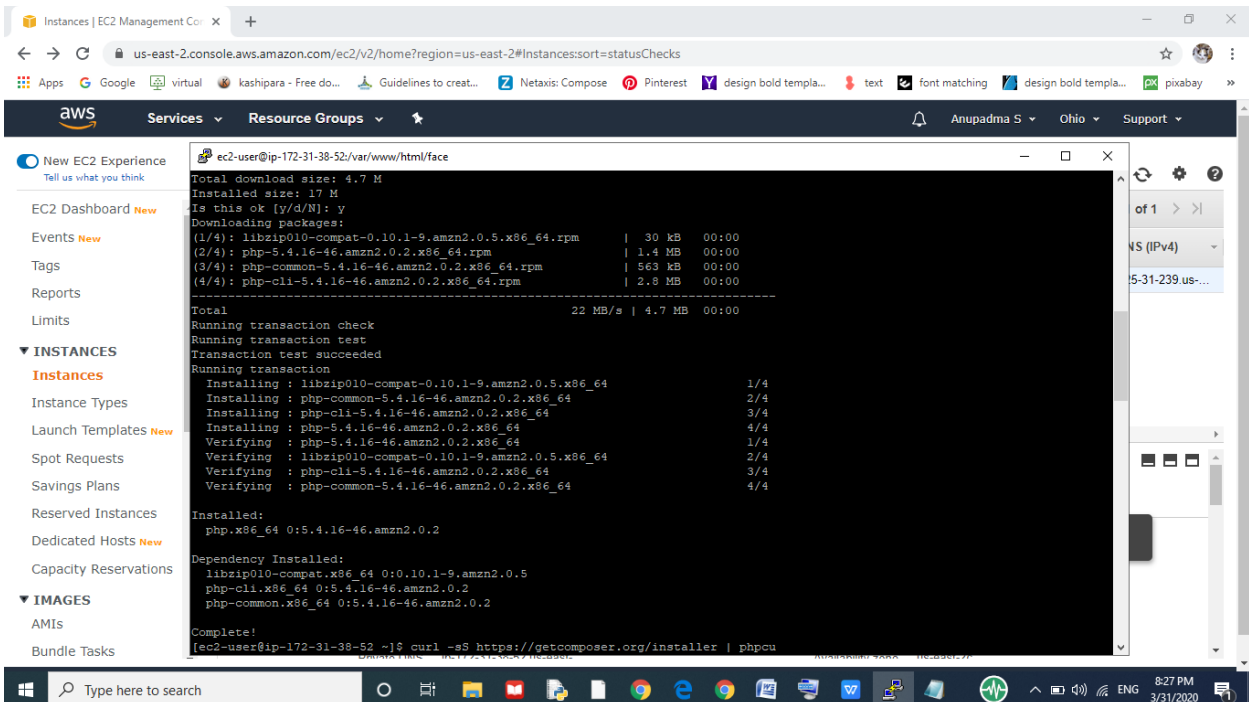 Instances | EC2 Management Cor
us-east-2.console.aws.amazon.com/ec2/v2/home?region=us-east-2#Instances:sort=statusChecks
Apps Google virtual kashipara - Free do... Guidelines to creat... Netaxis: Compose Pinterest design bold templa... text font matching design bold templa... pixabay »
aws Services Resource Groups Anupadma S Ohio Support
New EC2 Experience
Tell us what you think
EC2 Dashboard New
Events New
Tags
Reports
Limits
INSTANCES
Instances
Instance Types
Launch Templates New
Spot Requests
Savings Plans
Reserved Instances
Dedicated Hosts New
Capacity Reservations
IMAGES
AMIs
Bundle Tasks
ec2-user@ip-172-31-38-52:/var/www/html/face
Total download size: 4.7 M
Installed size: 17 M
Is this ok [y/d/N]: y
Downloading packages:
(1/4): libzip010-compat-0.10.1-9.amzn2.0.5.x86_64.rpm | 30 kB 00:00
(2/4): php-5.4.16-46.amzn2.0.2.x86_64.rpm | 1.4 MB 00:00
(3/4): php-common-5.4.16-46.amzn2.0.2.x86_64.rpm | 563 kB 00:00
(4/4): php-cli-5.4.16-46.amzn2.0.2.x86_64.rpm | 2.8 MB 00:00
--------------------------------------------------------------------------------
Total 22 MB/s | 4.7 MB 00:00
Running transaction check
Running transaction test
Transaction test succeeded
Running transaction
Installing : libzip010-compat-0.10.1-9.amzn2.0.5.x86_64 1/4
Installing : php-common-5.4.16-46.amzn2.0.2.x86_64 2/4
Installing : php-cli-5.4.16-46.amzn2.0.2.x86_64 3/4
Installing : php-5.4.16-46.amzn2.0.2.x86_64 4/4
Verifying : php-5.4.16-46.amzn2.0.2.x86_64 1/4
Verifying : libzip010-compat-0.10.1-9.amzn2.0.5.x86_64 2/4
Verifying : php-cli-5.4.16-46.amzn2.0.2.x86_64 3/4
Verifying : php-common-5.4.16-46.amzn2.0.2.x86_64 4/4
Installed:
php.x86_64 0:5.4.16-46.amzn2.0.2
Dependency Installed:
libzip010-compat.x86_64 0:0.10.1-9.amzn2.0.5
php-cli.x86_64 0:5.4.16-46.amzn2.0.2
php-common.x86_64 0:5.4.16-46.amzn2.0.2
Complete!
[ec2-user@ip-172-31-38-52 ~]$ curl -sS https://getcomposer.org/installer | phpcu
of 1
NS (IPv4)
25-31-239.us-...
Type here to search
ENG
8:27 PM
3/31/2020